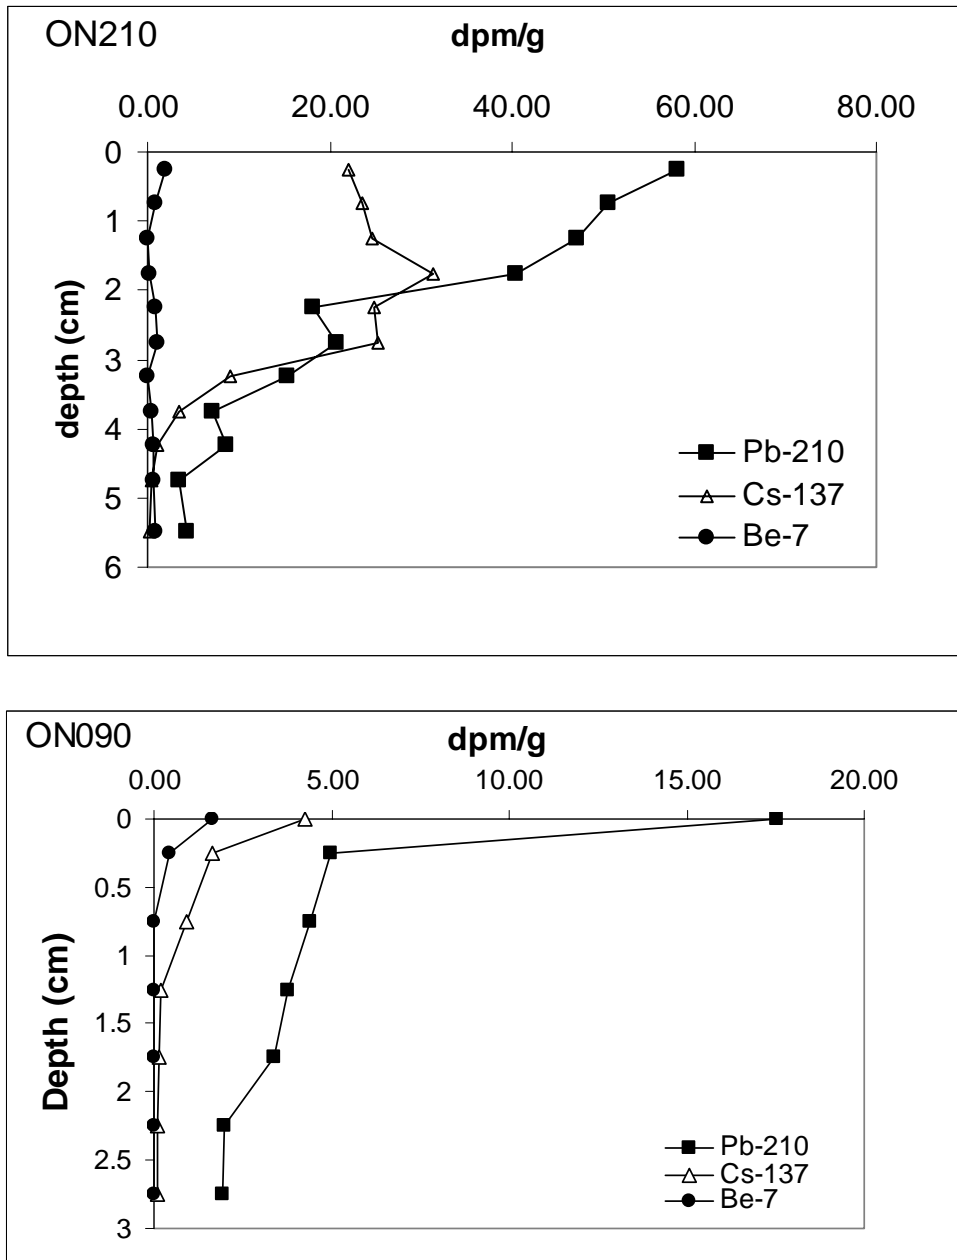 ON210
dpm/g
0.00 20.00 40.00 60.00 80.00
0
1
2
3
4
5
6
depth (cm)
Pb-210
Cs-137
Be-7
ON090
dpm/g
0.00 5.00 10.00 15.00 20.00
0
0.5
1
1.5
2
2.5
3
Depth (cm)
Pb-210
Cs-137
Be-7